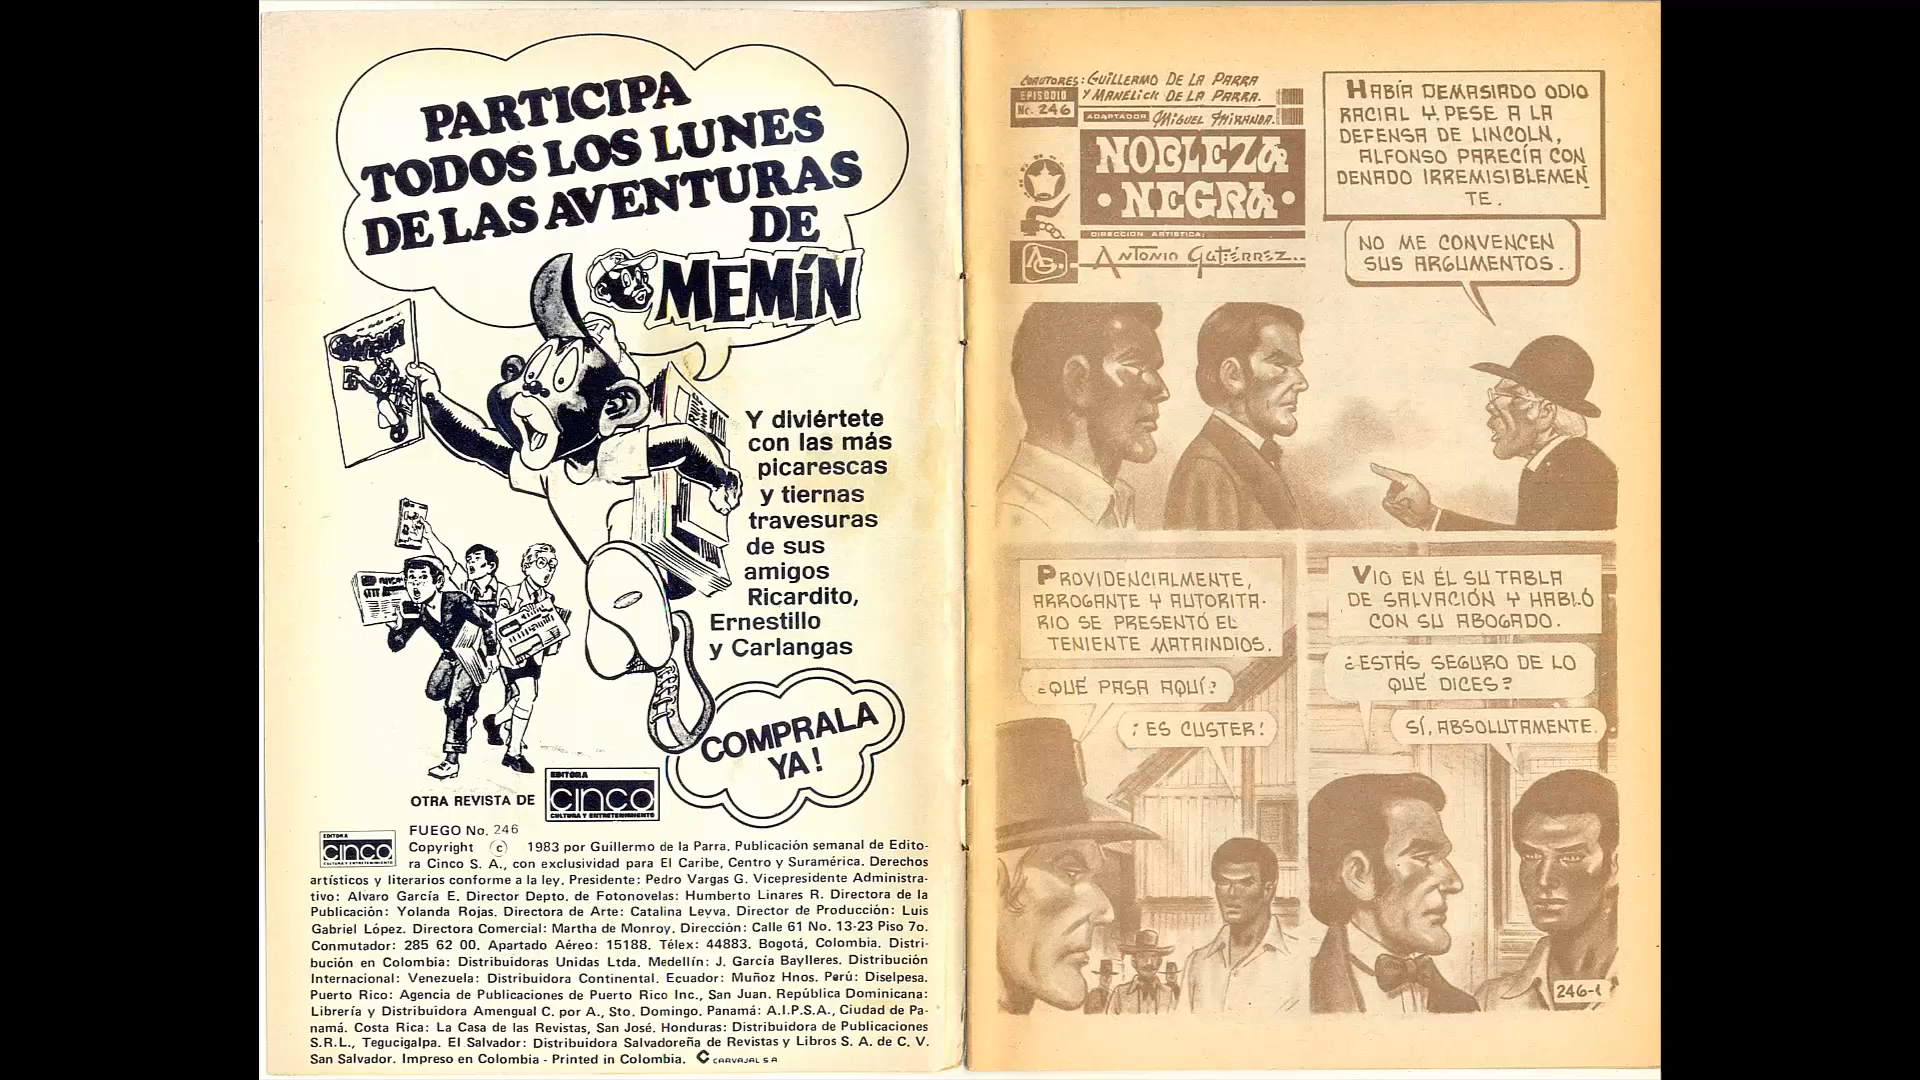 PARTICIPA
TODOS LOS LUNES
DE LAS AVENTURAS
DE
MEMÍN
Y diviértete
con las más
picarescas
y tiernas
travesuras
de sus
amigos
Ricardito,
Ernestillo
y Carlangas
COMPRALA
YA!
OTRA REVISTA DE
EDITORA
CINCO
CULTURA Y ENTRETENIMIENTO
EDITORA
CINCO
CULTURA Y ENTRETENIMIENTO
FUEGO No. 246
Copyright © 1983 por Guillermo de la Parra. Publicación semanal de Edito-
ra Cinco S. A., con exclusividad para El Caribe, Centro y Suramérica. Derechos
artísticos y literarios conforme a la ley. Presidente: Pedro Vargas G. Vicepresidente Administra-
tivo: Alvaro García E. Director Depto. de Fotonovelas: Humberto Linares R. Directora de la
Publicación: Yolanda Rojas. Directora de Arte: Catalina Leyva. Director de Producción: Luis
Gabriel López. Directora Comercial: Martha de Monroy. Dirección: Calle 61 No. 13-23 Piso 7o.
Conmutador: 285 62 00. Apartado Aéreo: 15188. Télex: 44883. Bogotá, Colombia. Distri-
bución en Colombia: Distribuidoras Unidas Ltda. Medellín: J. García Baylleres. Distribución
Internacional: Venezuela: Distribuidora Continental. Ecuador: Muñoz Hnos. Perú: Diselpesa.
Puerto Rico: Agencia de Publicaciones de Puerto Rico Inc., San Juan. República Dominicana:
Librería y Distribuidora Amengual C. por A., Sto. Domingo. Panamá: A.I.P.S.A., Ciudad de Pa-
namá. Costa Rica: La Casa de las Revistas, San José. Honduras: Distribuidora de Publicaciones
S.R.L., Tegucigalpa. El Salvador: Distribuidora Salvadoreña de Revistas y Libros S. A. de C. V.
San Salvador. Impreso en Colombia - Printed in Colombia. CARVAJAL S A
COAUTORES: GUILLERMO DE LA PARRA
Y MANELICK DE LA PARRA.
EPISODIO
No. 246
ADAPTADOR MIGUEL MIRANDA.
NOBLEZA
• NEGRA •
DIRECCION ARTISTICA:
AG. ANTONIO GUTIÉRREZ..
HABÍA DEMASIADO ODIO
RACIAL Y, PESE A LA
DEFENSA DE LINCOLN,
ALFONSO PARECÍA CON
DENADO IRREMISIBLEMEN
TE.
NO ME CONVENCEN
SUS ARGUMENTOS.
PROVIDENCIALMENTE,
ARROGANTE Y AUTORITA-
RIO SE PRESENTÓ EL
TENIENTE MATAINDIOS.
¿QUÉ PASA AQUÍ?
¡ES CUSTER!
VIO EN ÉL SU TABLA
DE SALVACIÓN Y HABLÓ
CON SU ABOGADO.
¿ESTÁS SEGURO DE LO
QUE DICES?
SÍ, ABSOLUTAMENTE.
246-1